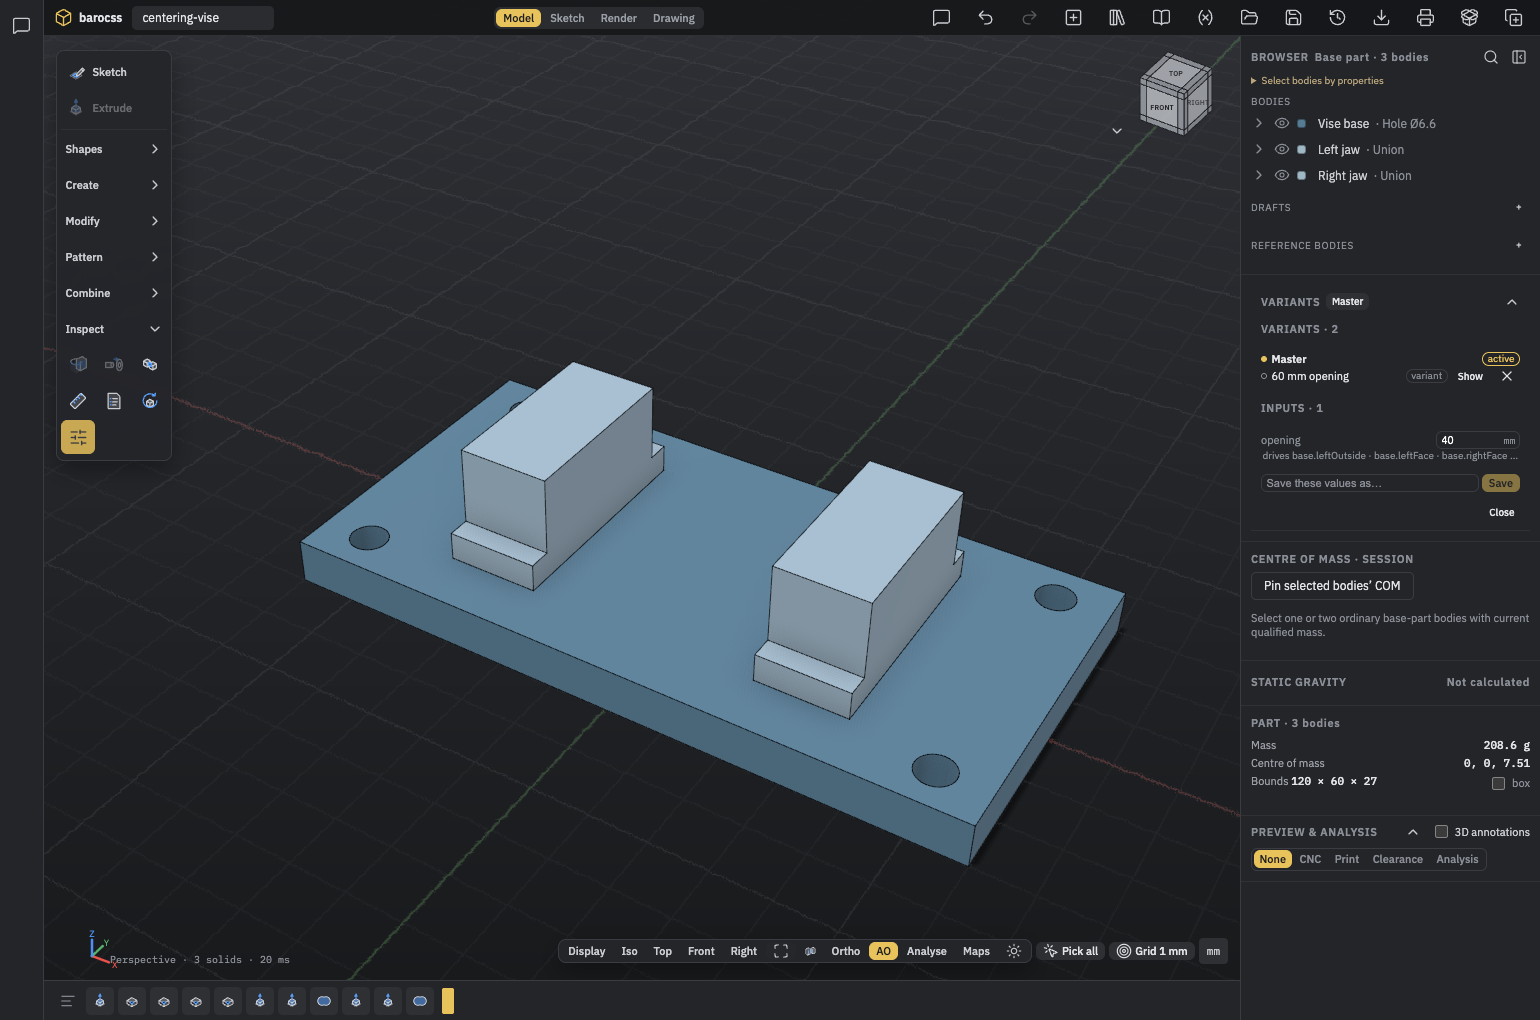 barocss
centering-vise
Model Sketch Render Drawing
Sketch
Extrude
Shapes
Create
Modify
Pattern
Combine
Inspect
TOP
FRONT
RIGHT
BROWSER Base part · 3 bodies
Select bodies by properties
BODIES
Vise base · Hole Ø6.6
Left jaw · Union
Right jaw · Union
DRAFTS +
REFERENCE BODIES +
VARIANTS Master
VARIANTS · 2
Master active
60 mm opening variant Show
INPUTS · 1
opening 40 mm
drives base.leftOutside · base.leftFace · base.rightFace ...
Save these values as... Save
Close
CENTRE OF MASS · SESSION
Pin selected bodies' COM
Select one or two ordinary base-part bodies with current
qualified mass.
STATIC GRAVITY Not calculated
PART · 3 bodies
Mass 208.6 g
Centre of mass 0, 0, 7.51
Bounds 120 × 60 × 27 box
PREVIEW & ANALYSIS 3D annotations
None CNC Print Clearance Analysis
Z
Y
X
Perspective · 3 solids · 20 ms
Display Iso Top Front Right Ortho AO Analyse Maps Pick all Grid 1 mm mm